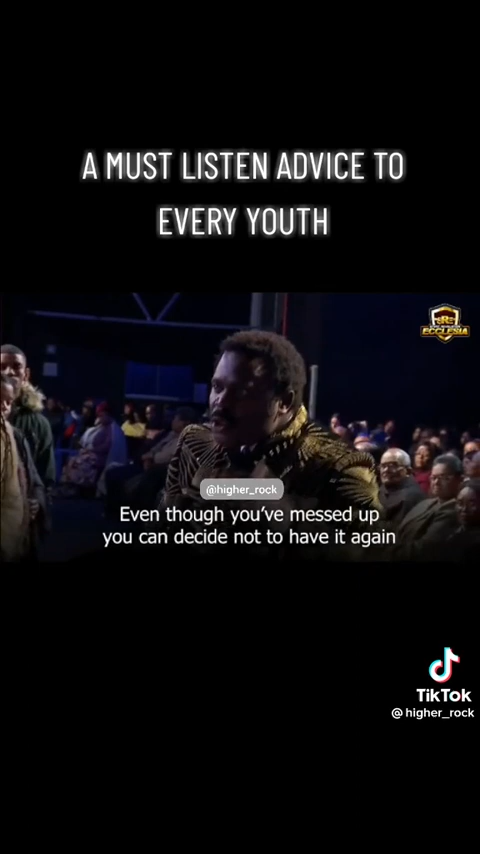 A MUST LISTEN ADVICE TO
EVERY YOUTH
ECCLESIA
@higher_rock
Even though you've messed up
you can decide not to have it again
TikTok
@higher_rock